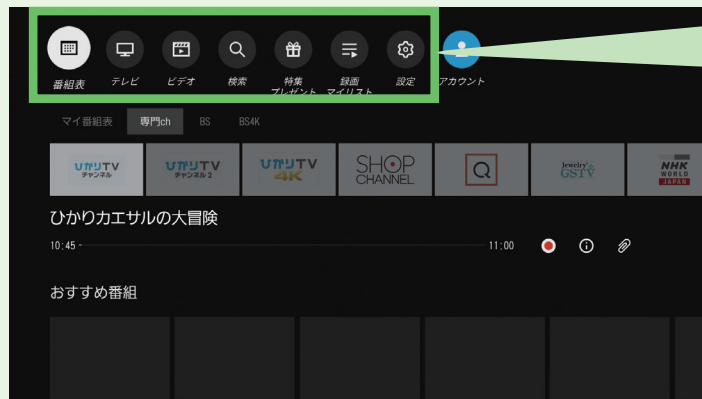 番組表 テレビ ビデオ 検索 特集 録画 設定 アカウント
プレゼント マイリスト
マイ番組表 専門ch BS BS4K
ひかりTV ひかりTV ひかりTV SHOP Q Jewelry NHK
チャンネル チャンネル2 4K CHANNEL GSTV WORLD
JAPAN
ひかりカエサルの大冒険
10:45 11:00
おすすめ番組